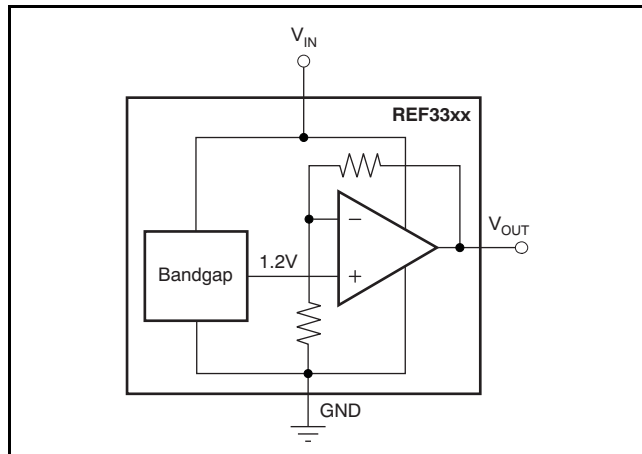 V_IN
REF33xx
−
V_OUT
Bandgap
1.2V
+
GND